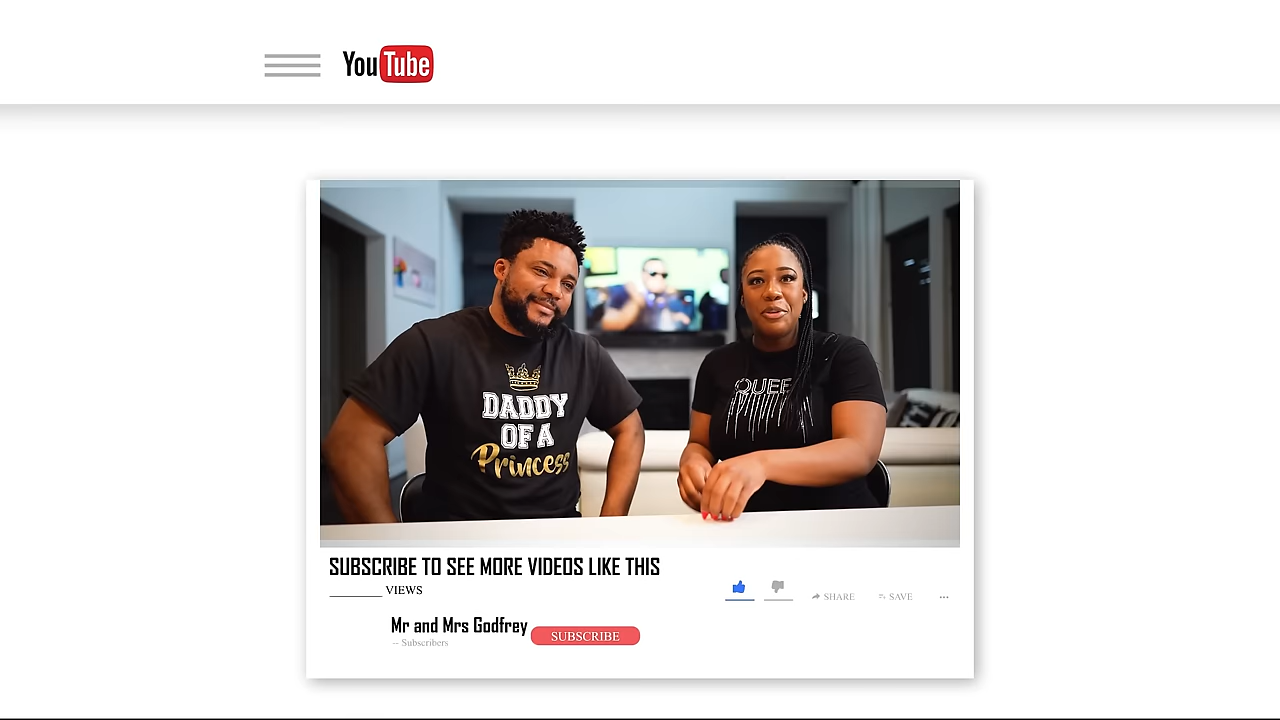 YouTube
DADDY
OF A
Princess
QUEE
SUBSCRIBE TO SEE MORE VIDEOS LIKE THIS
VIEWS
SHARE
SAVE
Mr and Mrs Godfrey
-- Subscribers
SUBSCRIBE